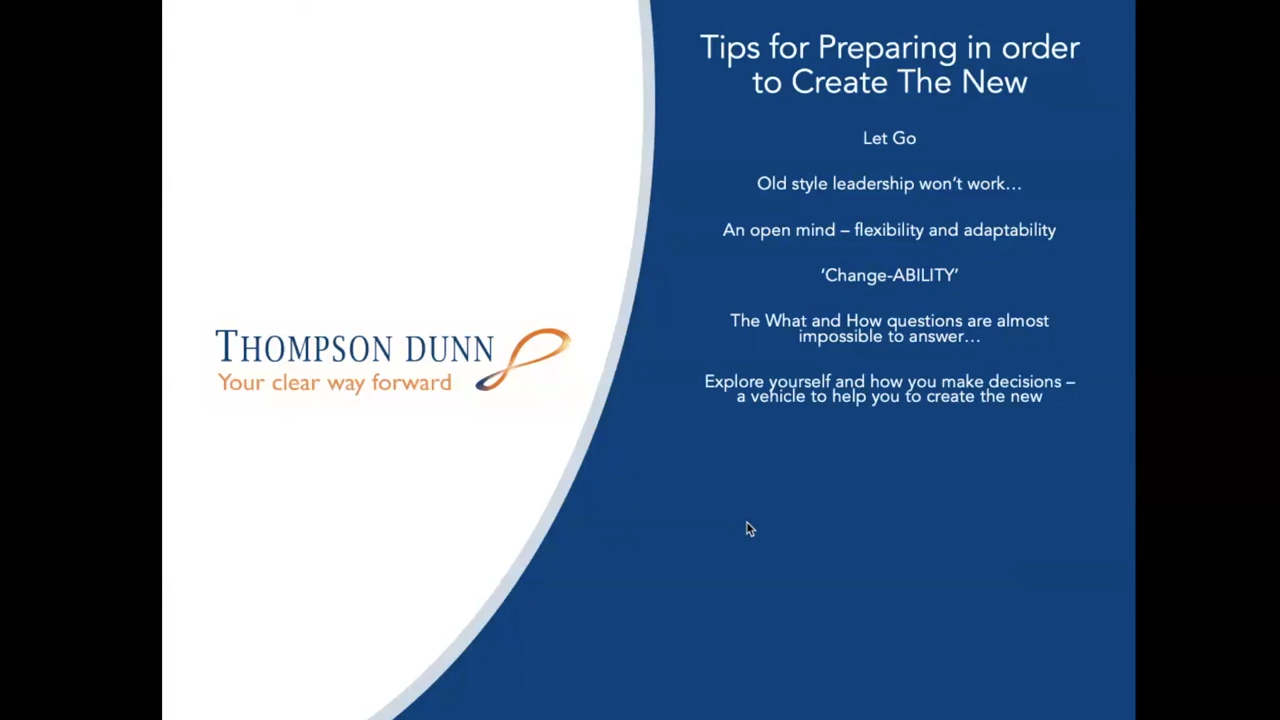 Tips for Preparing in order
to Create The New
Let Go
Old style leadership won’t work…
An open mind – flexibility and adaptability
‘Change-ABILITY’
The What and How questions are almost
impossible to answer…
Explore yourself and how you make decisions –
a vehicle to help you to create the new
THOMPSON DUNN
Your clear way forward